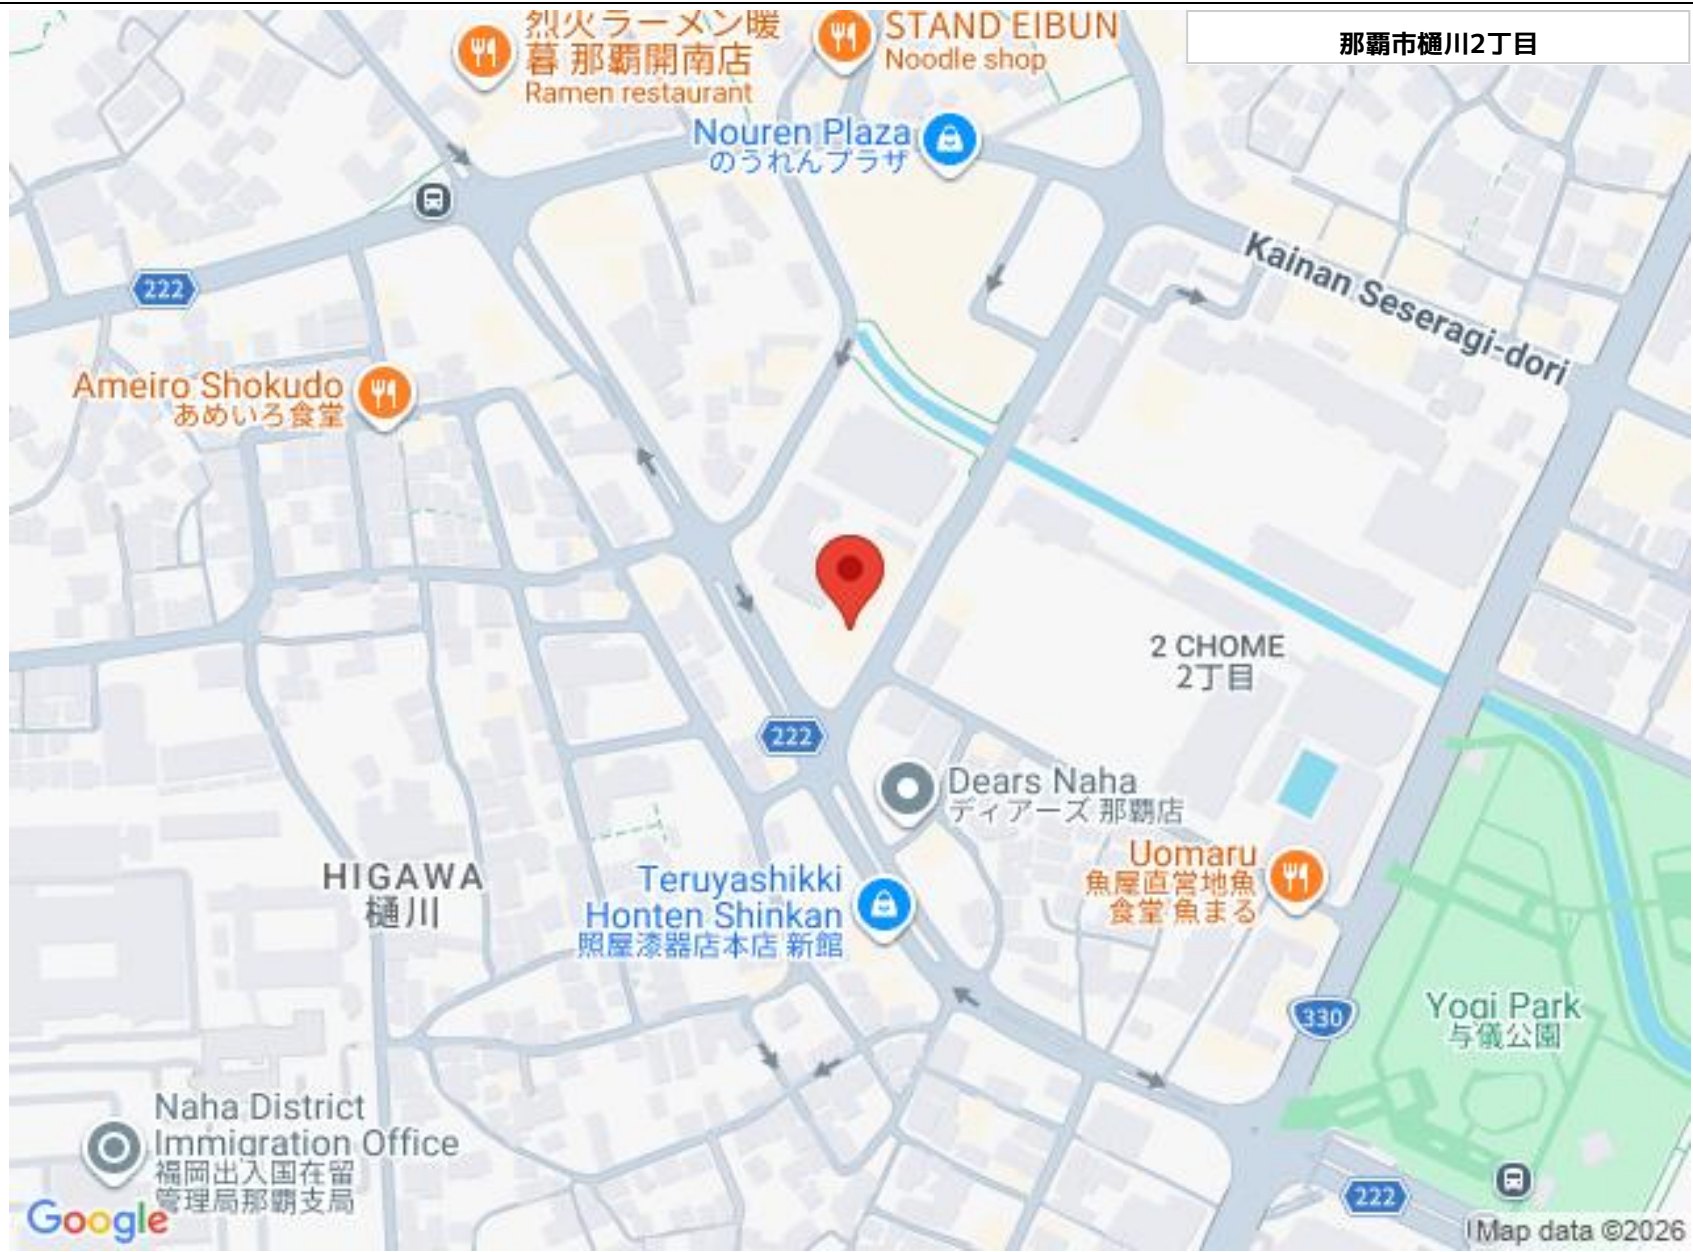 烈火ラーメン暖
暮 那覇開南店
Ramen restaurant
STAND EIBUN
Noodle shop
那覇市樋川2丁目
Nouren Plaza
のうれんプラザ
222
Kainan Seseragi-dori
Ameiro Shokudo
あめいろ食堂
2 CHOME
2丁目
222
Dears Naha
ディアーズ 那覇店
HIGAWA
樋川
Teruyashikki
Honten Shinkan
照屋漆器店本店 新館
Uomaru
魚屋直営地魚
食堂 魚まる
330
Yogi Park
与儀公園
Naha District
Immigration Office
福岡出入国在留
管理局那覇支局
222
Google
Map data ©2026